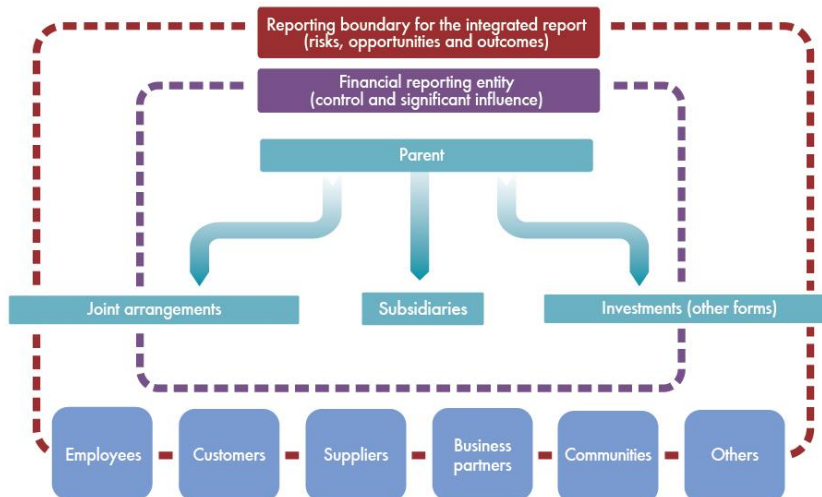 Reporting boundary for the integrated report
(risks, opportunities and outcomes)
Financial reporting entity
(control and significant influence)
Parent
Joint arrangements
Subsidiaries
Investments (other forms)
Employees
Customers
Suppliers
Business
partners
Communities
Others